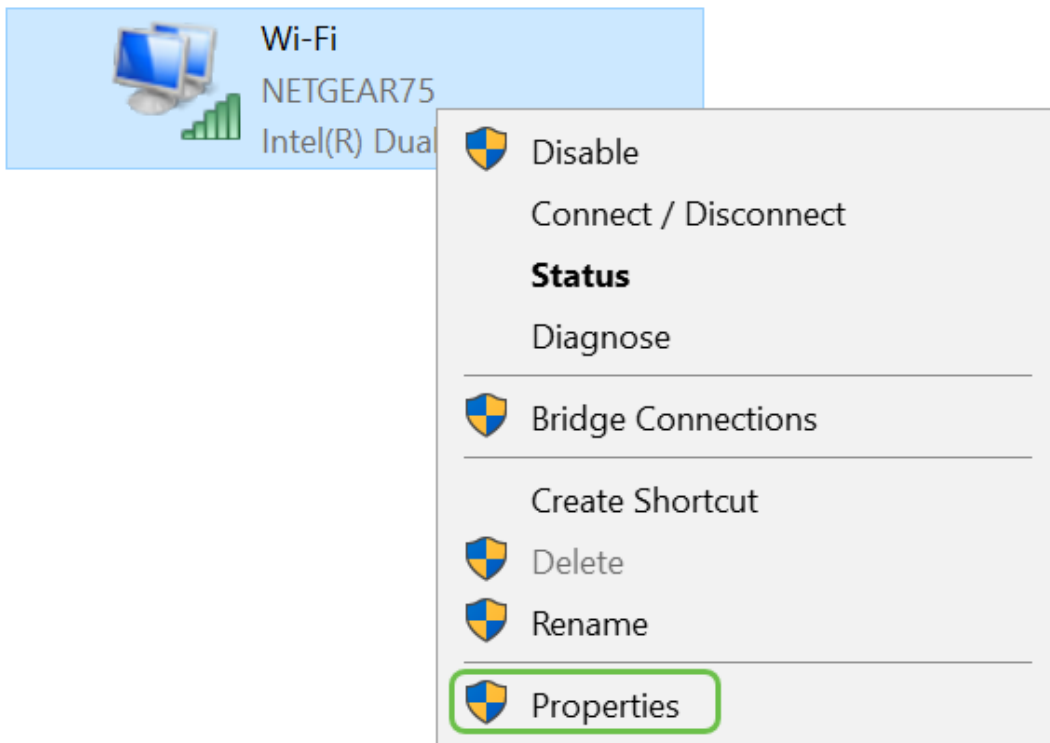 Wi-Fi
NETGEAR75
Intel(R) Dual
Disable
Connect / Disconnect
Status
Diagnose
Bridge Connections
Create Shortcut
Delete
Rename
Properties